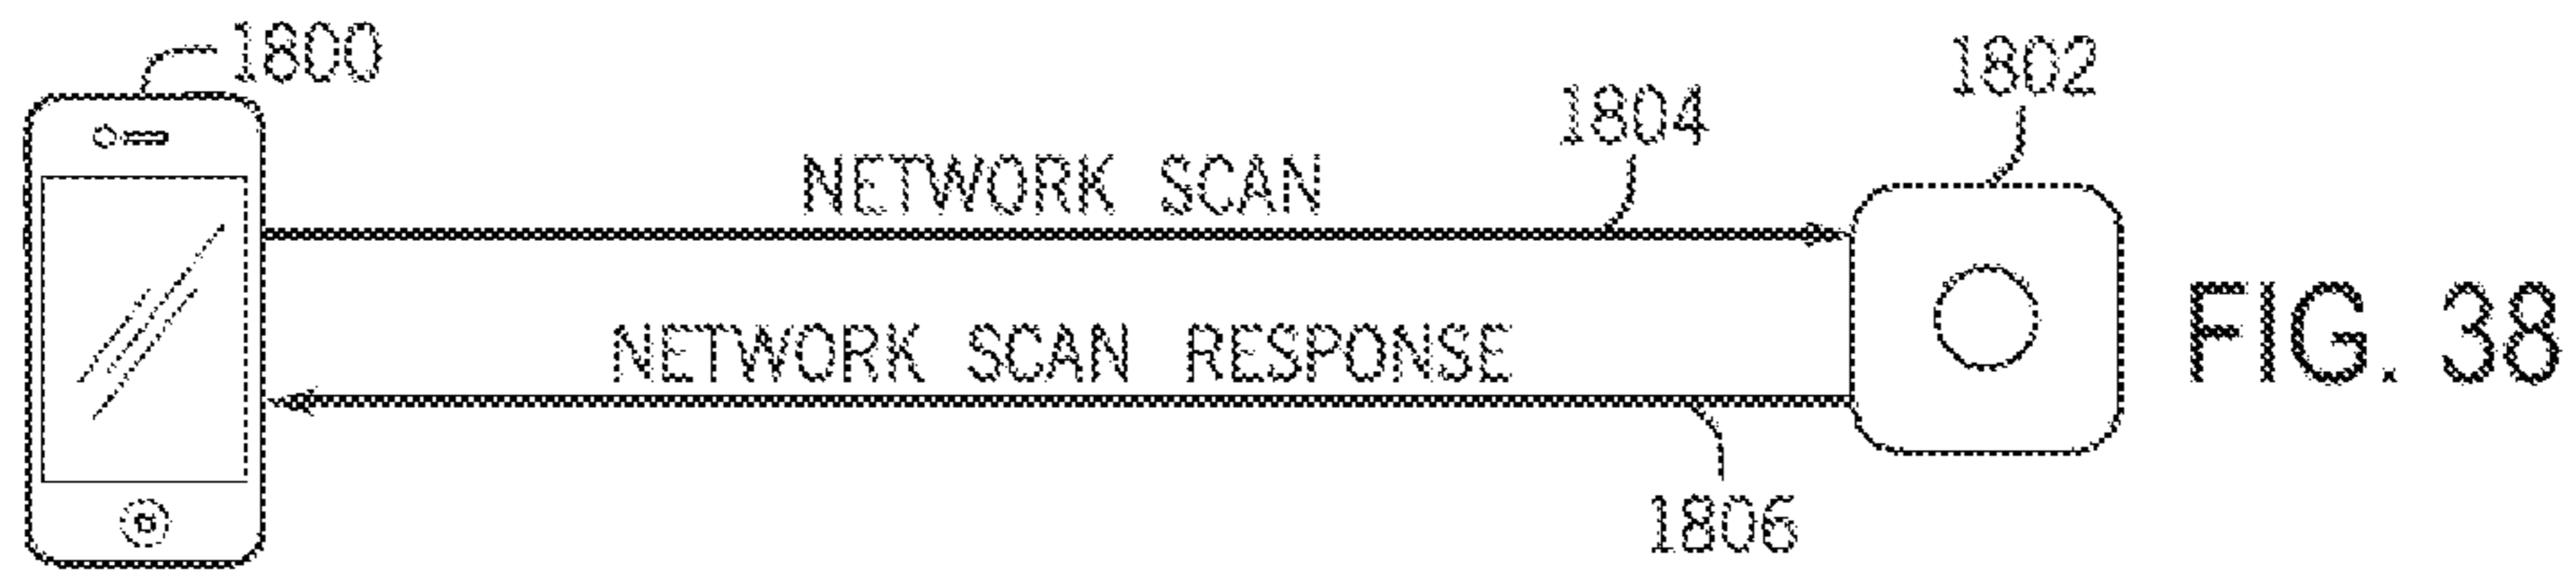 1800
1802
1804
NETWORK SCAN
NETWORK SCAN RESPONSE
1806
FIG. 38